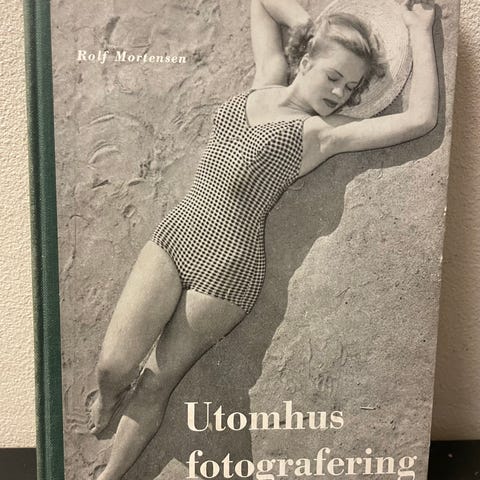 Rolf Mortensen
Utomhus
fotografering